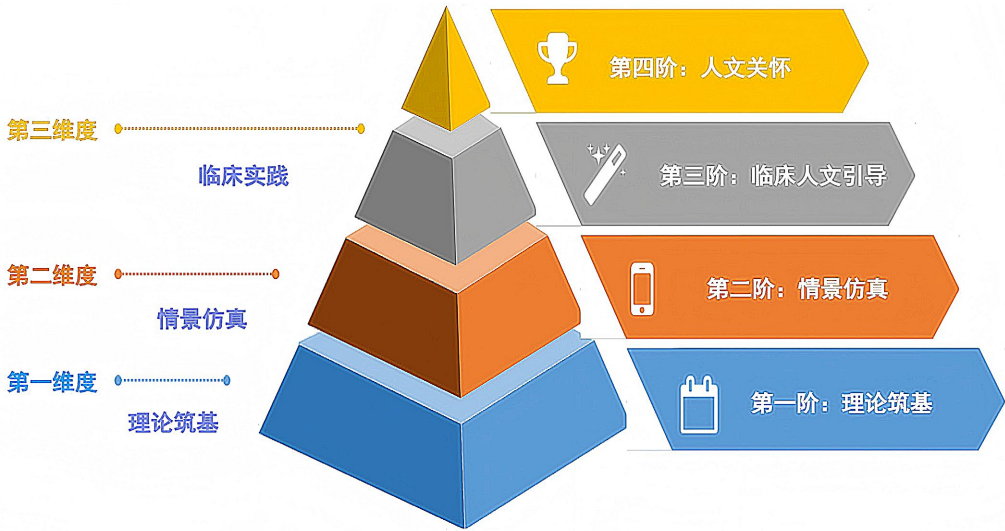 第四阶：人文关怀
第三维度
临床实践
第三阶：临床人文引导
第二维度
第二阶：情景仿真
情景仿真
第一维度
第一阶：理论筑基
理论筑基